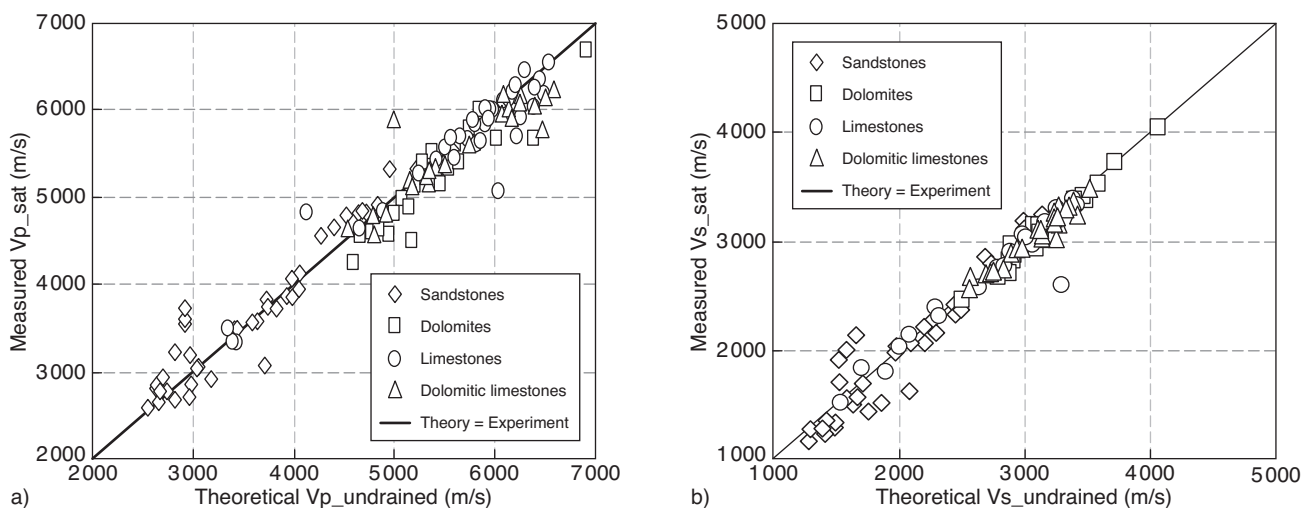 7000
6000
5000
4000
3000
2000
Measured Vp_sat (m/s)
Sandstones
Dolomites
Limestones
Dolomitic limestones
Theory = Experiment
2000 3000 4000 5000 6000 7000
a) Theoretical Vp_undrained (m/s)
5000
4000
3000
2000
1000
Measured Vs_sat (m/s)
Sandstones
Dolomites
Limestones
Dolomitic limestones
Theory = Experiment
1000 2000 3000 4000 5000
b) Theoretical Vs_undrained (m/s)